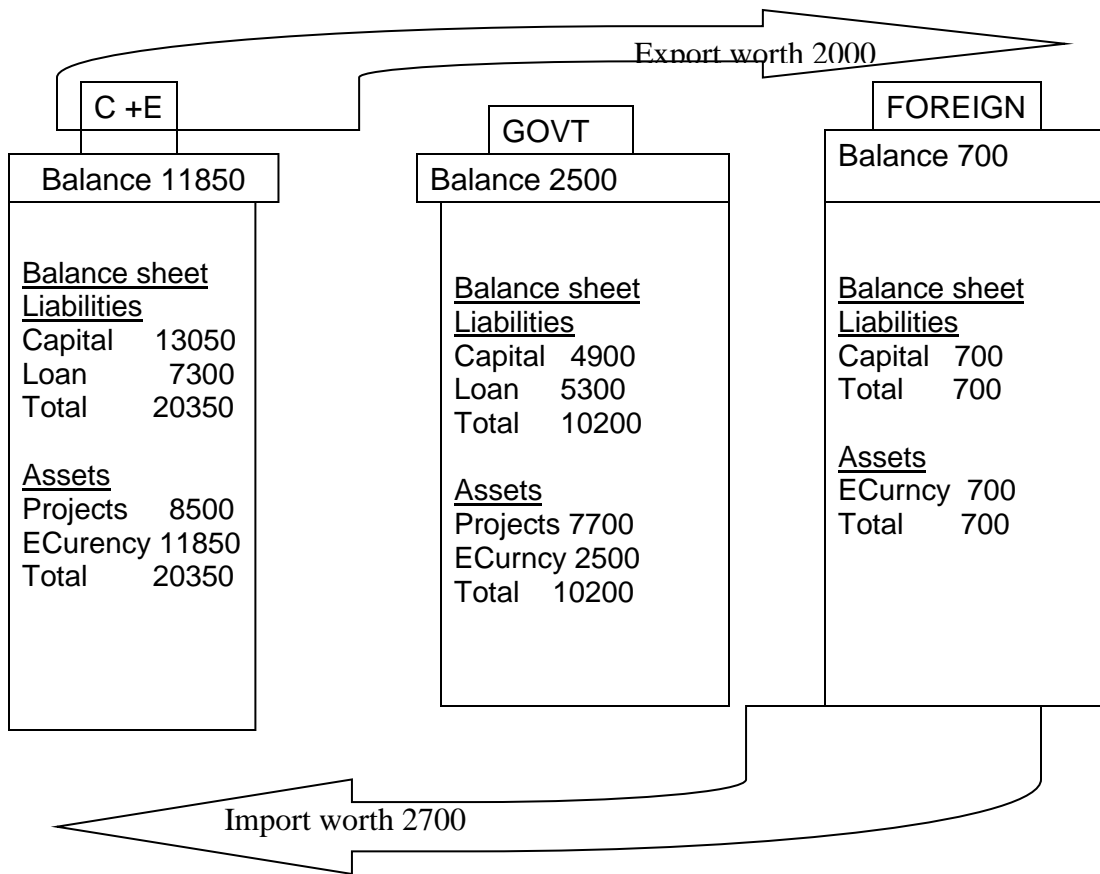 Export worth 2000
C +E
Balance 11850
Balance sheet
Liabilities
Capital 13050
Loan 7300
Total 20350
Assets
Projects 8500
ECurency 11850
Total 20350
GOVT
Balance 2500
Balance sheet
Liabilities
Capital 4900
Loan 5300
Total 10200
Assets
Projects 7700
ECurncy 2500
Total 10200
FOREIGN
Balance 700
Balance sheet
Liabilities
Capital 700
Total 700
Assets
ECurncy 700
Total 700
Import worth 2700